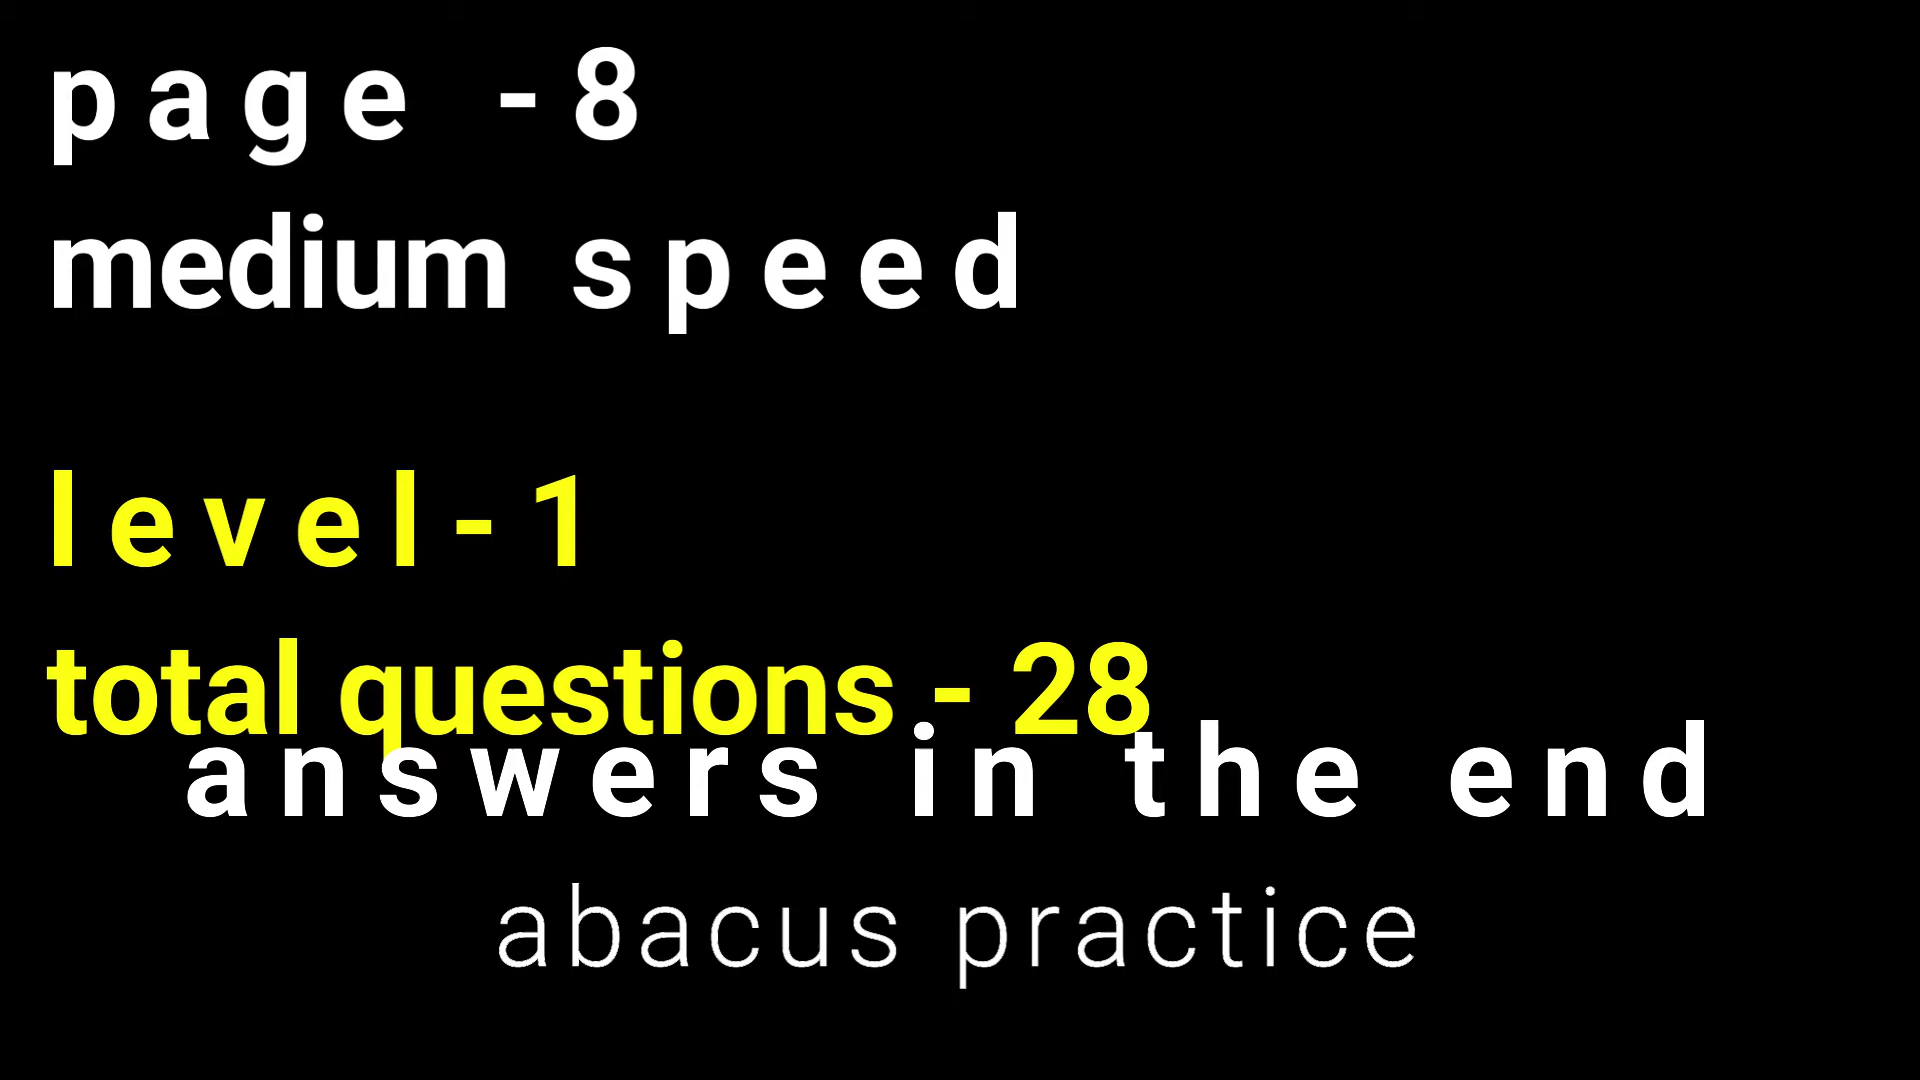 page -8
medium speed
level-1
total questions - 28
answers in the end
abacus practice